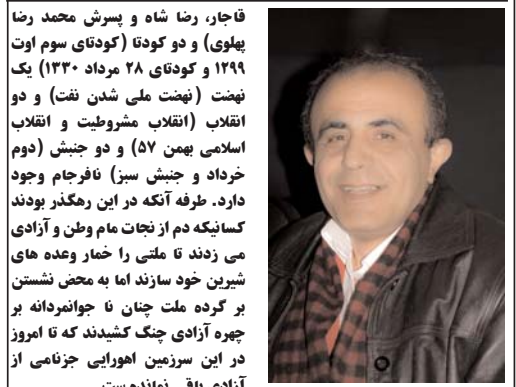 قاجار، رضا شاه و پسرش محمد رضا
پهلوی) و دو کودتا (کودتای سوم اوت
۱۲۹۹ و کودتای ۲۸ مرداد ۱۳۳۰) یک
نهضت (نهضت ملی شدن نفت) و دو
انقلاب (انقلاب مشروطیت و انقلاب
اسلامی بهمن ۵۷) و دو جنبش (دوم
خرداد و جنبش سبز) نافرجام وجود
دارد. طرفه آنکه در این رهگذر بودند
کسانیکه دم از نجات مام وطن و آزادی
می زدند تا ملتی را خمار وعده های
شیرین خود سازند اما به محض نشستن
بر گرده ملت چنان نا جوانمردانه بر
چهره آزادی چنگ کشیدند که تا امروز
در این سرزمین اهورایی جزنامی از
آزادی باقی نمانده ست